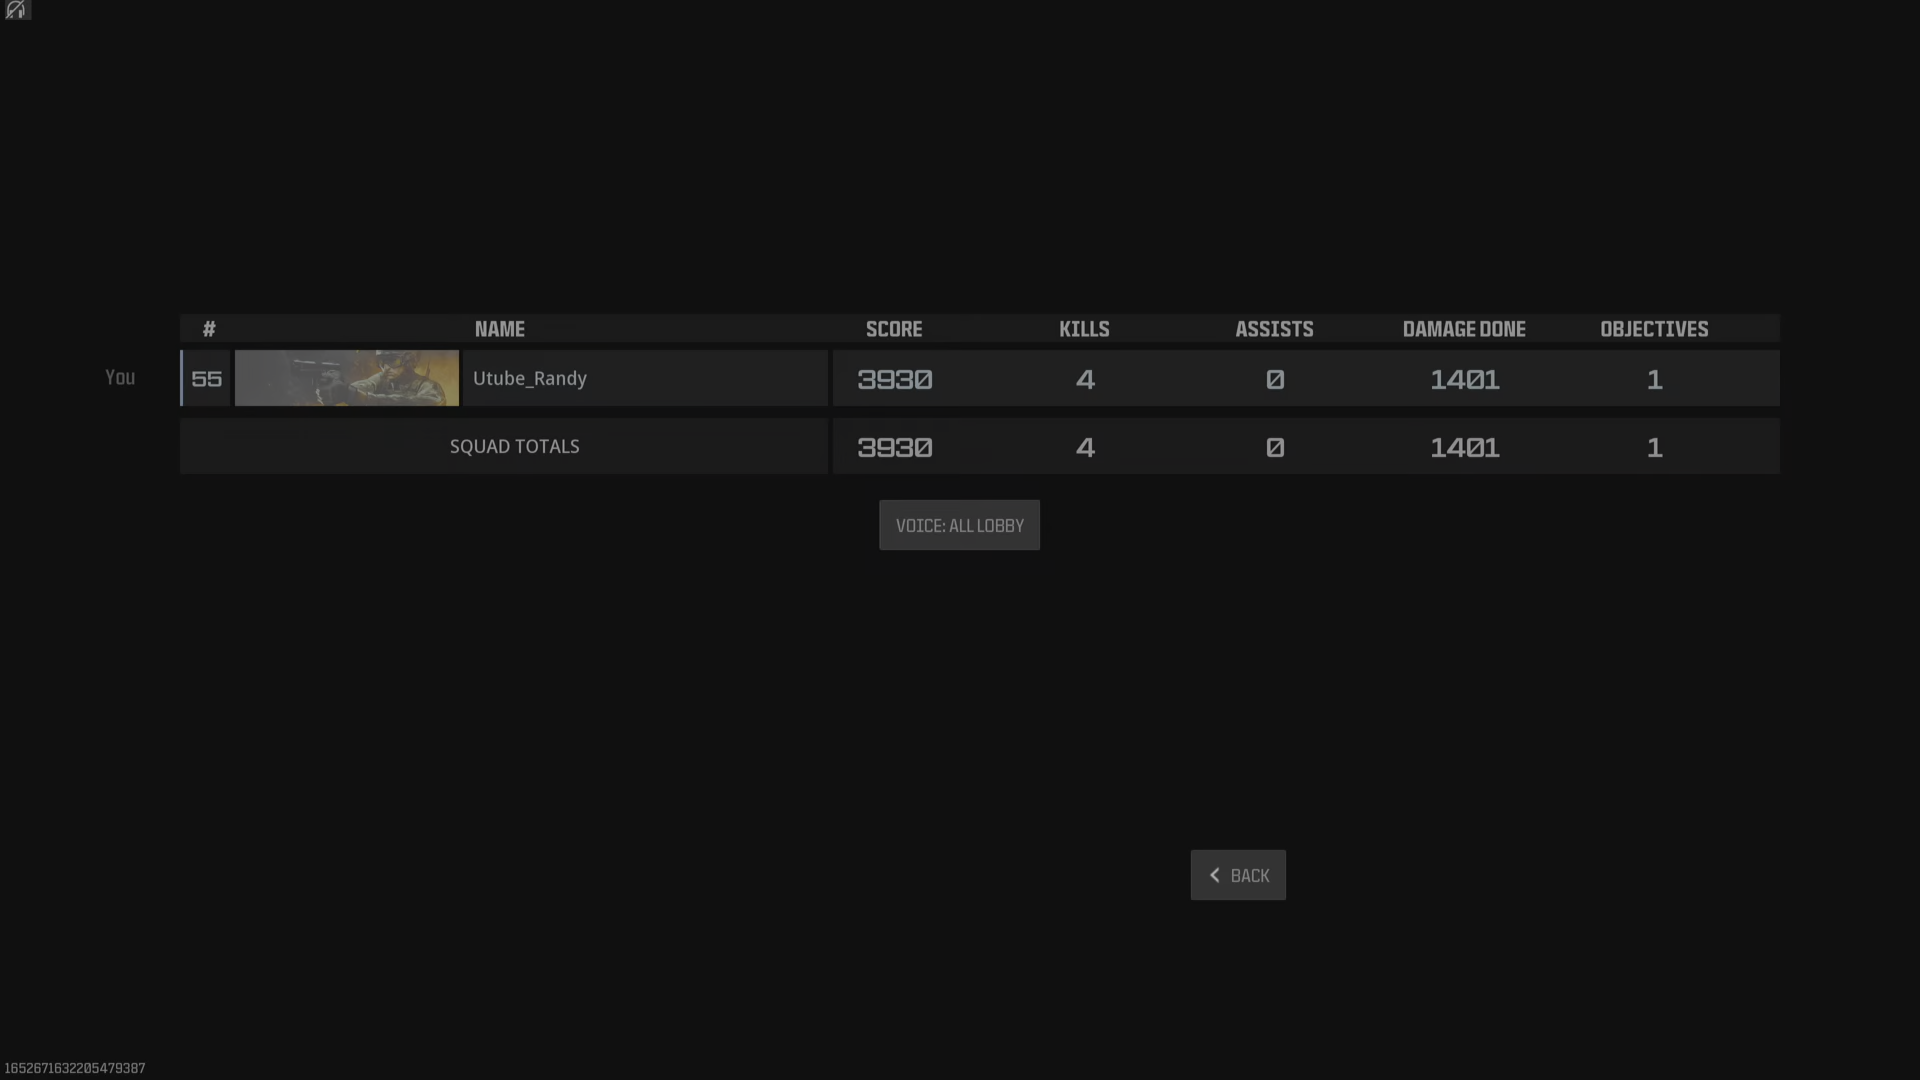 # NAME SCORE KILLS ASSISTS DAMAGE DONE OBJECTIVES
You 55 Utube_Randy 3930 4 0 1401 1
SQUAD TOTALS 3930 4 0 1401 1
VOICE: ALL LOBBY
BACK
1652671632205479387